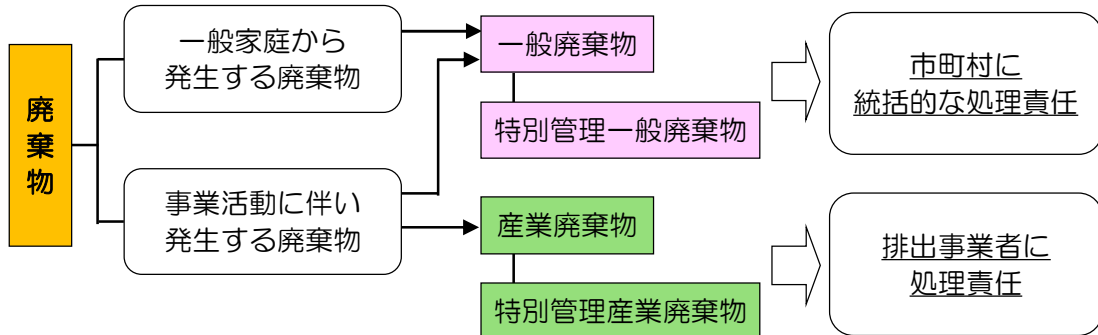 廃棄物
一般家庭から
発生する廃棄物
事業活動に伴い
発生する廃棄物
一般廃棄物
特別管理一般廃棄物
産業廃棄物
特別管理産業廃棄物
市町村に
統括的な処理責任
排出事業者に
処理責任